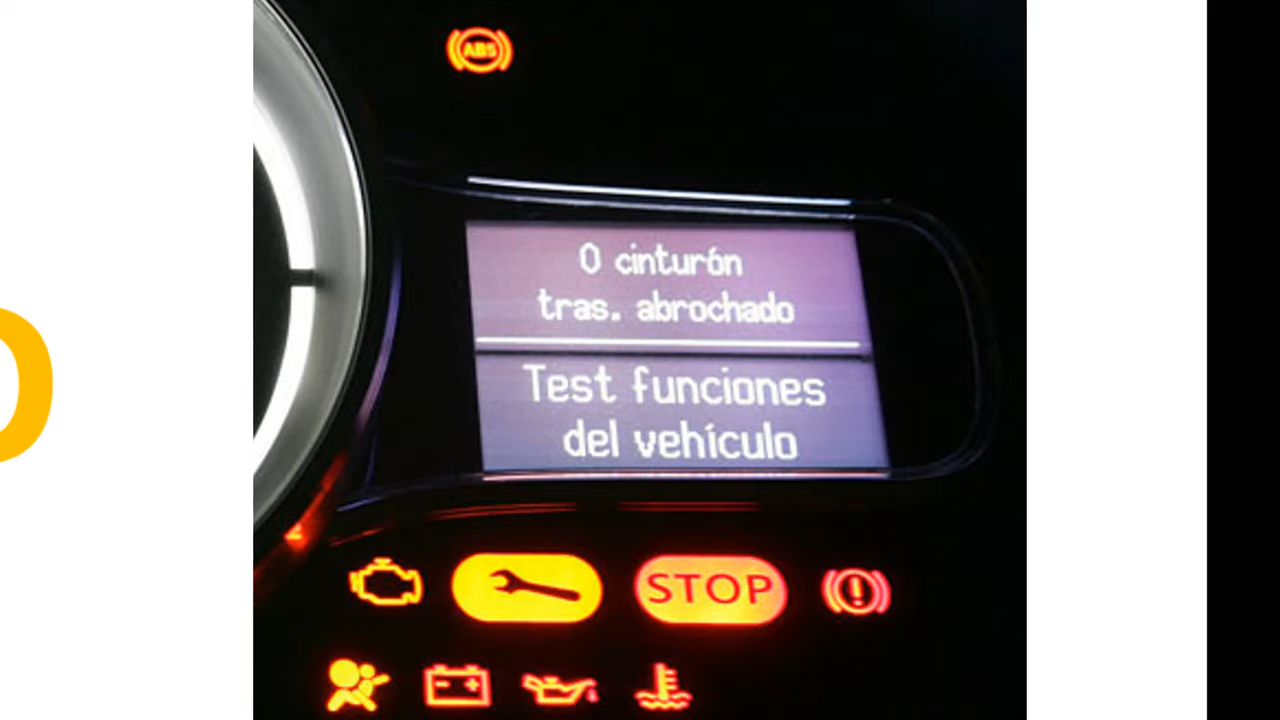 ABS
0 cinturón
tras. abrochado
Test funciones
del vehículo
STOP